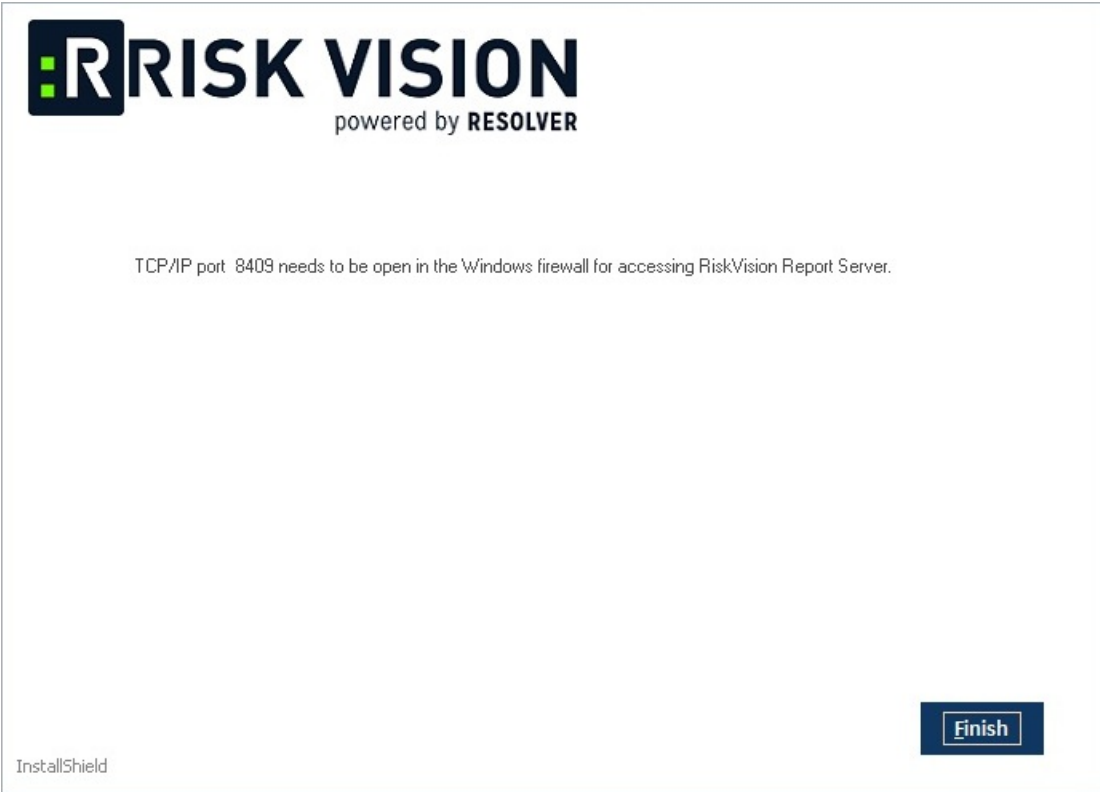 :R RISK VISION
powered by RESOLVER
TCP/IP port  8409 needs to be open in the Windows firewall for accessing RiskVision Report Server.
Finish
InstallShield